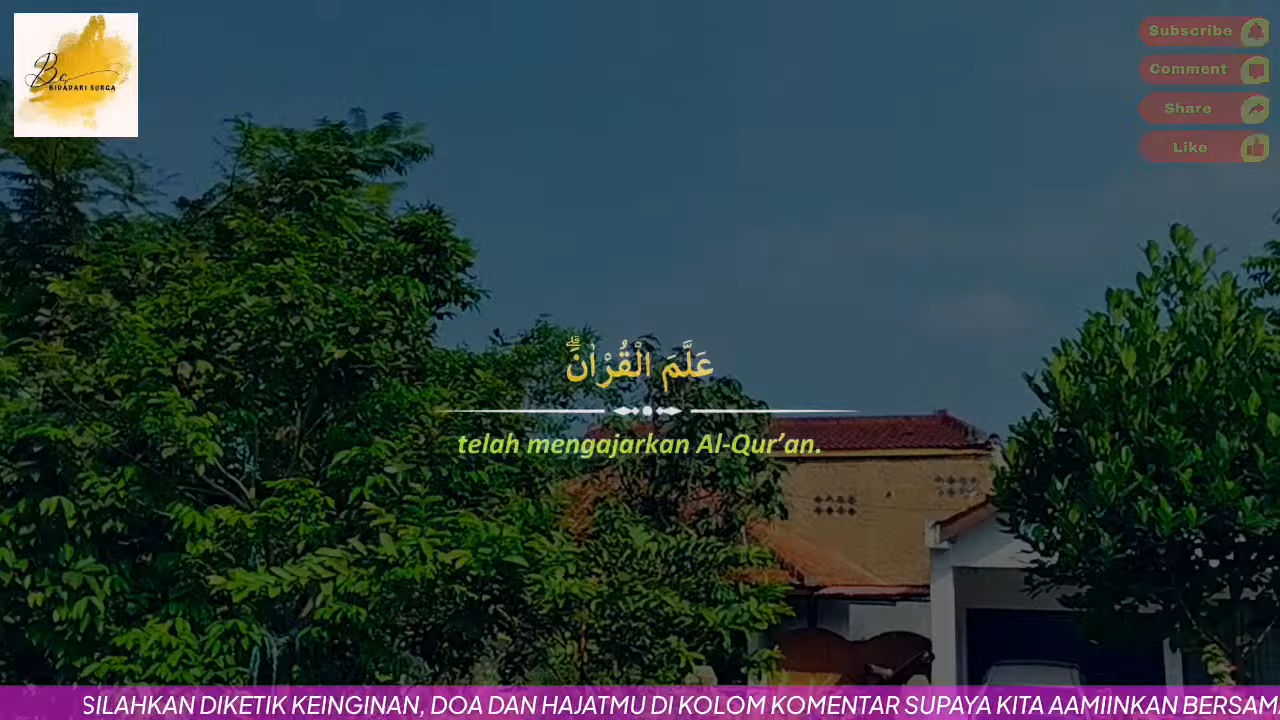 Bs
BIDADARI SURGA
Subscribe
Comment
Share
Like
عَلَّمَ الْقُرْاٰنَۗ
telah mengajarkan Al-Qur’an.
SILAHKAN DIKETIK KEINGINAN, DOA DAN HAJATMU DI KOLOM KOMENTAR SUPAYA KITA AAMIINKAN BERSAMA